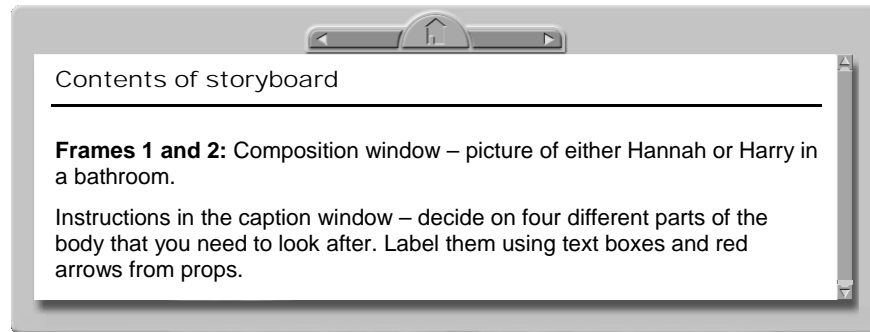 Contents of storyboard
Frames 1 and 2: Composition window – picture of either Hannah or Harry in
a bathroom.
Instructions in the caption window – decide on four different parts of the
body that you need to look after. Label them using text boxes and red
arrows from props.